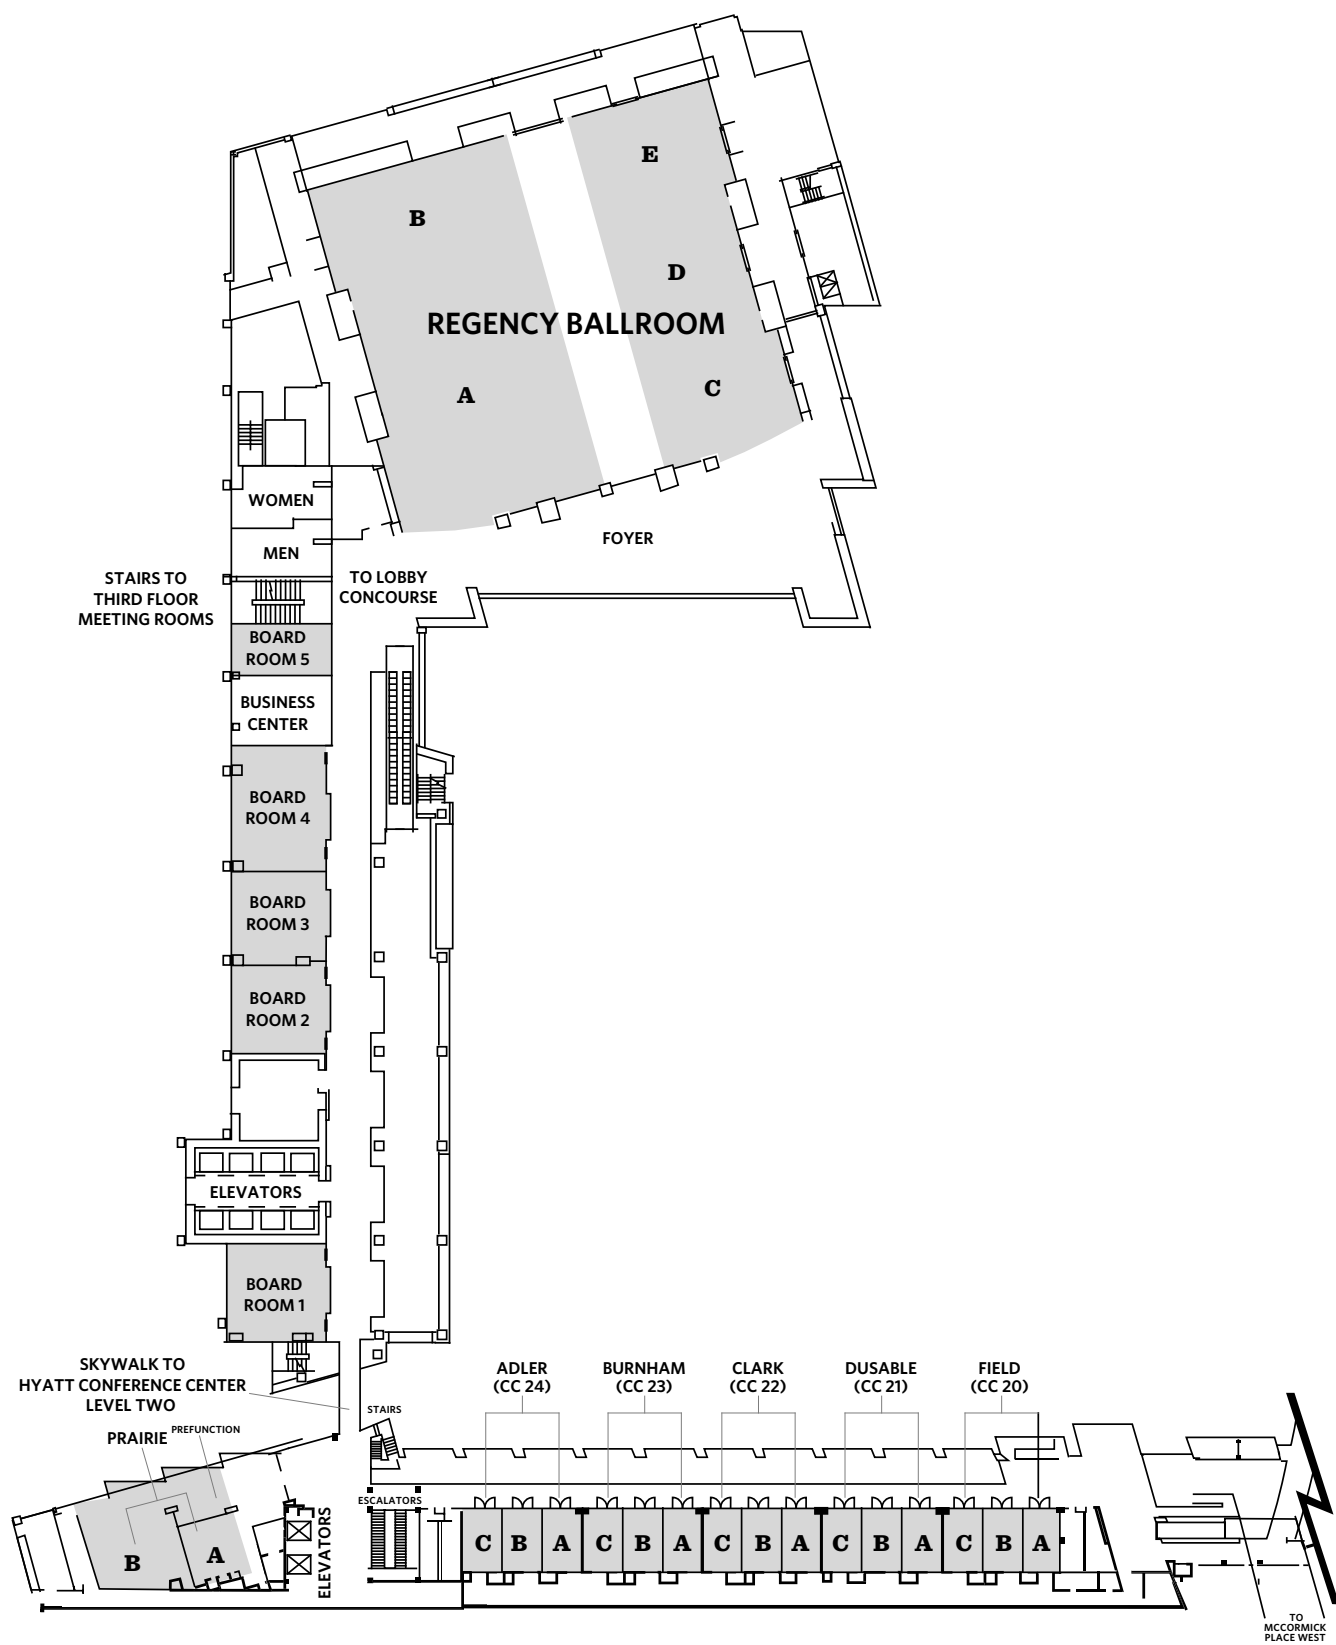 E
B
D
REGENCY BALLROOM
C
A
WOMEN
FOYER
MEN
STAIRS TO
THIRD FLOOR
MEETING ROOMS
TO LOBBY
CONCOURSE
BOARD
ROOM 5
BUSINESS
CENTER
BOARD
ROOM 4
BOARD
ROOM 3
BOARD
ROOM 2
ELEVATORS
BOARD
ROOM 1
SKYWALK TO
HYATT CONFERENCE CENTER
LEVEL TWO
ADLER
(CC 24)
BURNHAM
(CC 23)
CLARK
(CC 22)
DUSABLE
(CC 21)
FIELD
(CC 20)
STAIRS
PREFUNCTION
PRAIRIE
ESCALATORS
ELEVATORS
B
A
C B A C B A C B A C B A C B A
TO
MCCORMICK
PLACE WEST